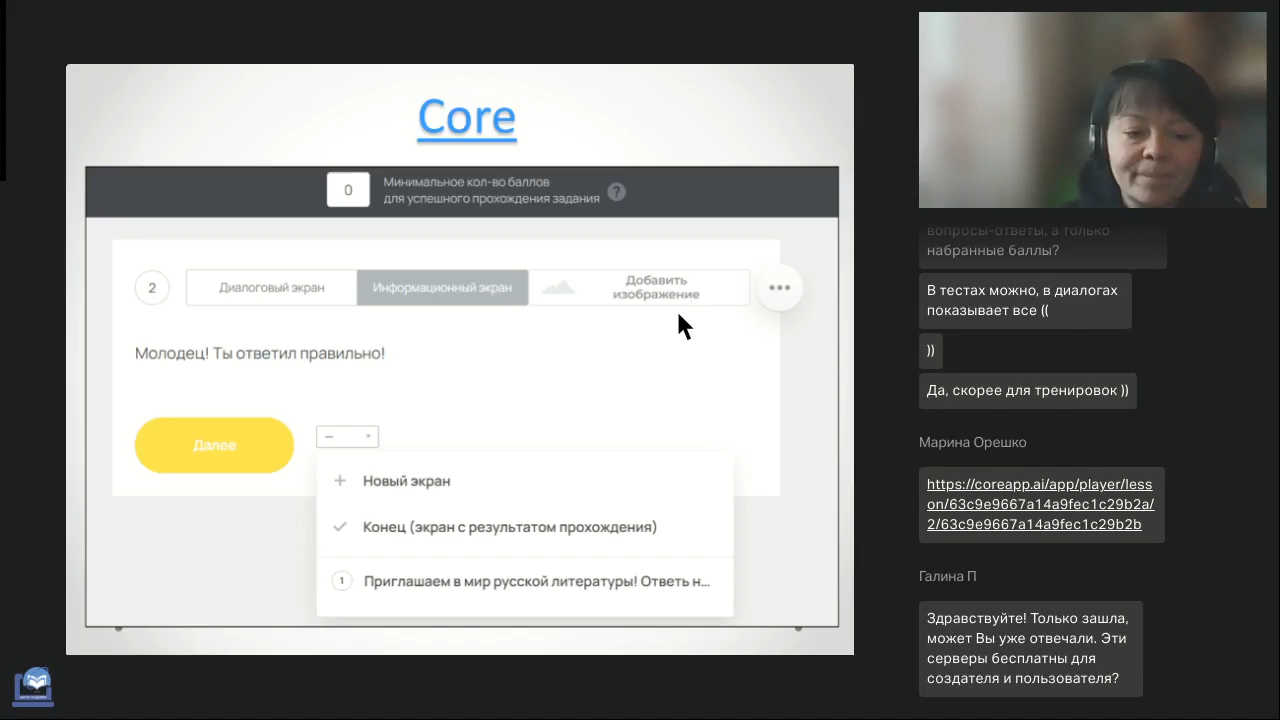 Core
0
Минимальное кол-во баллов
для успешного прохождения задания
?
2
Диалоговый экран
Информационный экран
Добавить
изображение
Молодец! Ты ответил правильно!
Далее
—
Новый экран
Конец (экран с результатом прохождения)
1
Приглашаем в мир русской литературы! Ответь н...
вопросы-ответы, а только
набранные баллы?
В тестах можно, в диалогах
показывает все ((
))
Да, скорее для тренировок ))
Марина Орешко
https://coreapp.ai/app/player/less
on/63c9e9667a14a9fec1c29b2a/
2/63c9e9667a14a9fec1c29b2b
Галина П
Здравствуйте! Только зашла,
может Вы уже отвечали. Эти
серверы бесплатны для
создателя и пользователя?